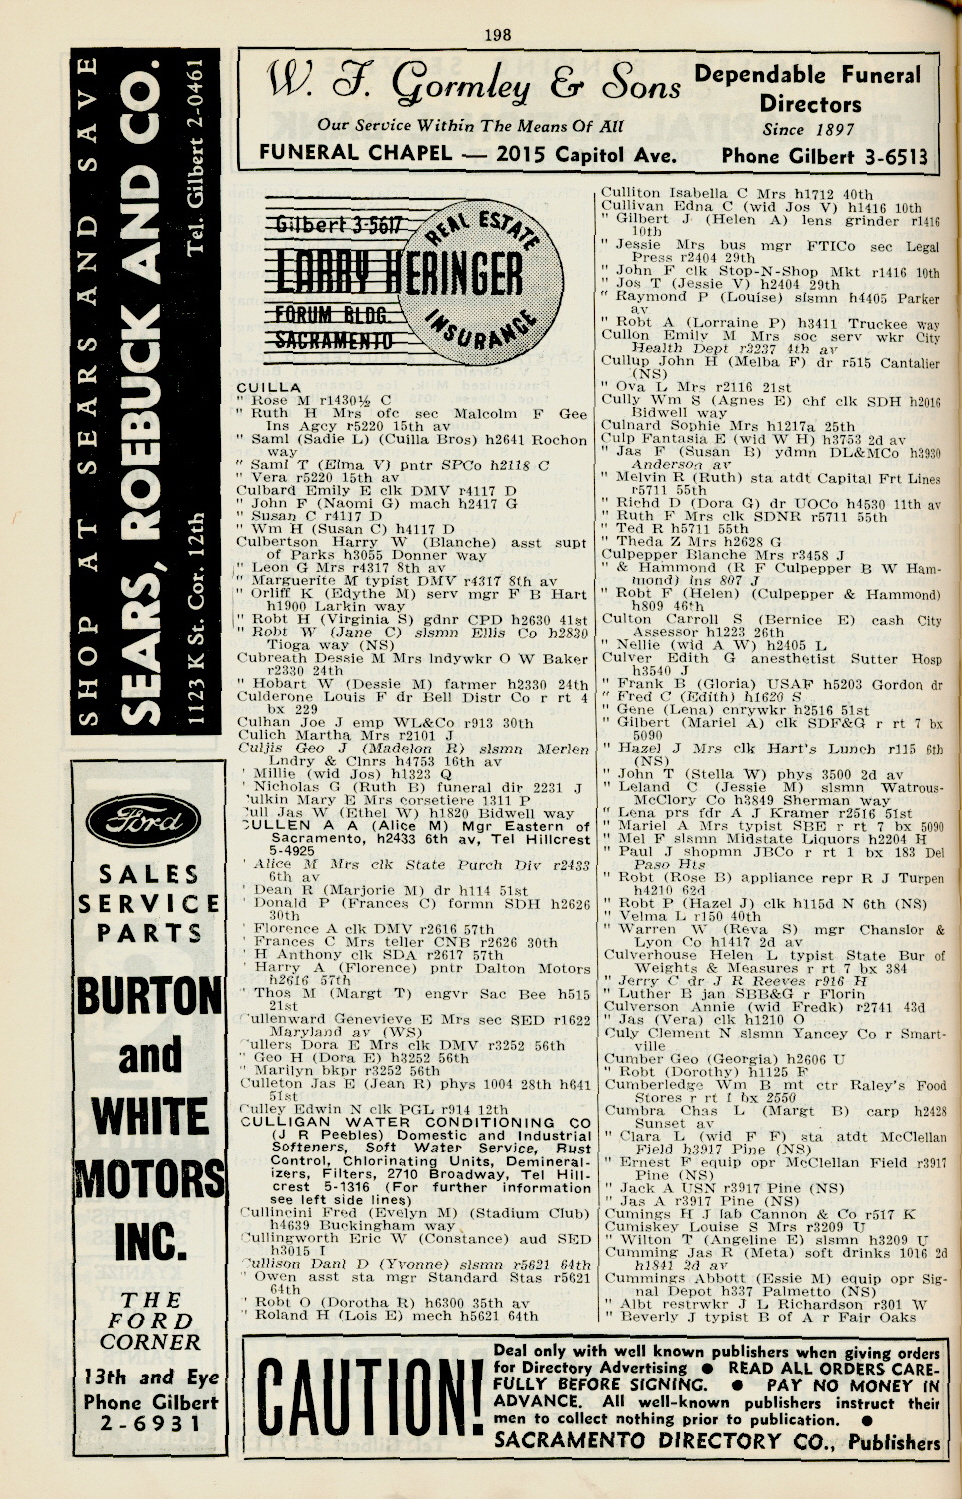 198
SHOP AT SEARS AND SAVE
SEARS, ROEBUCK AND CO.
1123 K St. Cor. 12th Tel. Gilbert 2-0461
W. F. Gormley & Sons
Our Service Within The Means Of All
Dependable Funeral
Directors
Since 1897
FUNERAL CHAPEL — 2015 Capitol Ave. Phone Gilbert 3-6513
Gilbert 3-5617
LARRY HERINGER
REAL ESTATE
INSURANCE
FORUM BLDG.
SACRAMENTO
CUILLA
" Rose M r1430½ C
" Ruth H Mrs ofc sec Malcolm F Gee
Ins Agcy r5220 15th av
" Saml (Sadie L) (Cuilla Bros) h2641 Rochon
way
" Saml T (Elma V) pntr SPCo h2118 C
" Vera r5220 15th av
Culbard Emily E clk DMV r4117 D
" John F (Naomi G) mach h2417 G
" Susan C r4117 D
" Wm H (Susan C) h4117 D
Culbertson Harry W (Blanche) asst supt
of Parks h3055 Donner way
" Leon G Mrs r4317 8th av
" Marguerite M typist DMV r4317 8th av
" Orliff K (Edythe M) serv mgr F B Hart
h1900 Larkin way
" Robt H (Virginia S) gdnr CPD h2630 41st
" Robt W (Jane C) slsmn Ellis Co h2830
Tioga way (NS)
Cubreath Dessie M Mrs lndywkr O W Baker
r2330 24th
" Hobart W (Dessie M) farmer h2330 24th
Culderone Louis F dr Bell Distr Co r rt 4
bx 229
Culhan Joe J emp WL&Co r913 30th
Culich Martha Mrs r2101 J
Culjis Geo J (Madelon R) slsmn Merlen
Lndry & Clnrs h4753 16th av
' Millie (wid Jos) h1323 Q
' Nicholas G (Ruth B) funeral dir 2231 J
ulkin Mary E Mrs corsetiere 1311 P
ull Jas W (Ethel W) h1820 Bidwell way
CULLEN A A (Alice M) Mgr Eastern of
Sacramento, h2433 6th av, Tel Hillcrest
5-4925
' Alice M Mrs clk State Purch Div r2433
6th av
' Dean R (Marjorie M) dr h114 51st
' Donald P (Frances C) formn SDH h2626
30th
' Florence A clk DMV r2616 57th
' Frances C Mrs teller CNB r2626 30th
' H Anthony clk SDA r2617 57th
' Harry A (Florence) pntr Dalton Motors
h2616 57th
' Thos M (Margt T) engvr Sac Bee h515
21st
Cullenward Genevieve E Mrs sec SED r1622
Maryland av (WS)
Cullers Dora E Mrs clk DMV r3252 56th
" Geo H (Dora E) h3252 56th
" Marilyn bkpr r3252 56th
Culleton Jas E (Jean R) phys 1004 28th h641
51st
Culley Edwin N clk PGL r914 12th
CULLIGAN WATER CONDITIONING CO
(J R Peebles) Domestic and Industrial
Softeners, Soft Water Service, Rust
Control, Chlorinating Units, Demineral-
izers, Filters, 2710 Broadway, Tel Hill-
crest 5-1316 (For further information
see left side lines)
Cullincini Fred (Evelyn M) (Stadium Club)
h4639 Buckingham way
Cullingworth Eric W (Constance) aud SED
h3015 I
Cullison Danl D (Yvonne) slsmn r5621 64th
" Owen asst sta mgr Standard Stas r5621
64th
' Robt O (Dorotha R) h6300 35th av
" Roland H (Lois E) mech h5621 64th
Culliton Isabella C Mrs h1712 40th
Cullivan Edna C (wid Jos V) h1416 10th
" Gilbert J (Helen A) lens grinder r1416
10th
" Jessie Mrs bus mgr FTICo sec Legal
Press r2404 29th
" John F clk Stop-N-Shop Mkt r1416 10th
" Jos T (Jessie V) h2404 29th
" Raymond P (Louise) slsmn h4405 Parker
av
" Robt A (Lorraine P) h3411 Truckee way
Cullon Emily M Mrs soc serv wkr City
Health Dept r3237 4th av
Cullup John H (Melba F) dr r515 Cantalier
(NS)
" Ova L Mrs r2116 21st
Cully Wm S (Agnes E) chf clk SDH h2016
Bidwell way
Culnard Sophie Mrs h1217a 25th
Culp Fantasia E (wid W H) h3753 2d av
" Jas F (Susan B) ydmn DL&MCo h3930
Anderson av
" Melvin R (Ruth) sta atdt Capital Frt Lines
r5711 55th
" Richd D (Dora G) dr UOCo h4530 11th av
" Ruth F Mrs clk SDNR r5711 55th
" Ted R h5711 55th
" Theda Z Mrs h2628 G
Culpepper Blanche Mrs r3458 J
" & Hammond (R F Culpepper B W Ham-
mond) ins 807 J
" Robt F (Helen) (Culpepper & Hammond)
h809 46th
Culton Carroll S (Bernice E) cash City
Assessor h1223 26th
" Nellie (wid A W) h2405 L
Culver Edith G anesthetist Sutter Hosp
h3540 J
" Frank B (Gloria) USAF h5203 Gordon dr
" Fred C (Edith) h1620 S
" Gene (Lena) cnrywkr h2516 51st
" Gilbert (Mariel A) clk SDF&G r rt 7 bx
5090
" Hazel J Mrs clk Hart's Lunch r115 6th
(NS)
" John T (Stella W) phys 3500 2d av
" Leland C (Jessie M) slsmn Watrous-
McClory Co h3849 Sherman way
" Lena prs fdr A J Kramer r2516 51st
" Mariel A Mrs typist SBE r rt 7 bx 5090
" Mel F slsmn Midstate Liquors h2204 H
" Paul J shopmn JBCo r rt 1 bx 183 Del
Paso Hts
" Robt (Rose B) appliance repr R J Turpen
h4210 62d
" Robt P (Hazel J) clk h115d N 6th (NS)
" Velma L r150 40th
" Warren W (Reva S) mgr Chanslor &
Lyon Co h1417 2d av
Culverhouse Helen L typist State Bur of
Weights & Measures r rt 7 bx 384
" Jerry C dr J R Reeves r916 H
" Luther B jan SBB&G r Florin
Culverson Annie (wid Fredk) r2741 43d
" Jas (Vera) clk h1210 O
Culy Clement N slsmn Yancey Co r Smart-
ville
Cumber Geo (Georgia) h2606 U
" Robt (Dorothy) h1125 F
Cumberledge Wm B mt ctr Raley's Food
Stores r rt 1 bx 2550
Cumbra Chas L (Margt B) carp h2428
Sunset av
" Clara L (wid F F) sta atdt McClellan
Field h3917 Pine (NS)
" Ernest F equip opr McClellan Field r3917
Pine (NS)
" Jack A USN r3917 Pine (NS)
" Jas A r3917 Pine (NS)
Cumings H J lab Cannon & Co r517 K
Cumiskey Louise S Mrs r3209 U
" Wilton T (Angeline E) slsmn h3209 U
Cumming Jas R (Meta) soft drinks 1016 2d
h1841 2d av
Cummings Abbott (Essie M) equip opr Sig-
nal Depot h337 Palmetto (NS)
" Albt restrwkr J L Richardson r301 W
" Beverly J typist B of A r Fair Oaks
Ford
SALES
SERVICE
PARTS
BURTON
and
WHITE
MOTORS
INC.
THE
FORD
CORNER
13th and Eye
Phone Gilbert
2-6931
CAUTION!
Deal only with well known publishers when giving orders
for Directory Advertising ● READ ALL ORDERS CARE-
FULLY BEFORE SIGNING. ● PAY NO MONEY IN
ADVANCE. All well-known publishers instruct their
men to collect nothing prior to publication. ●
SACRAMENTO DIRECTORY CO., Publishers